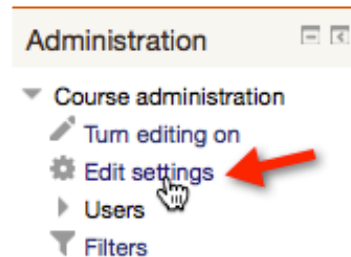 Administration
Course administration
Turn editing on
Edit settings
Users
Filters